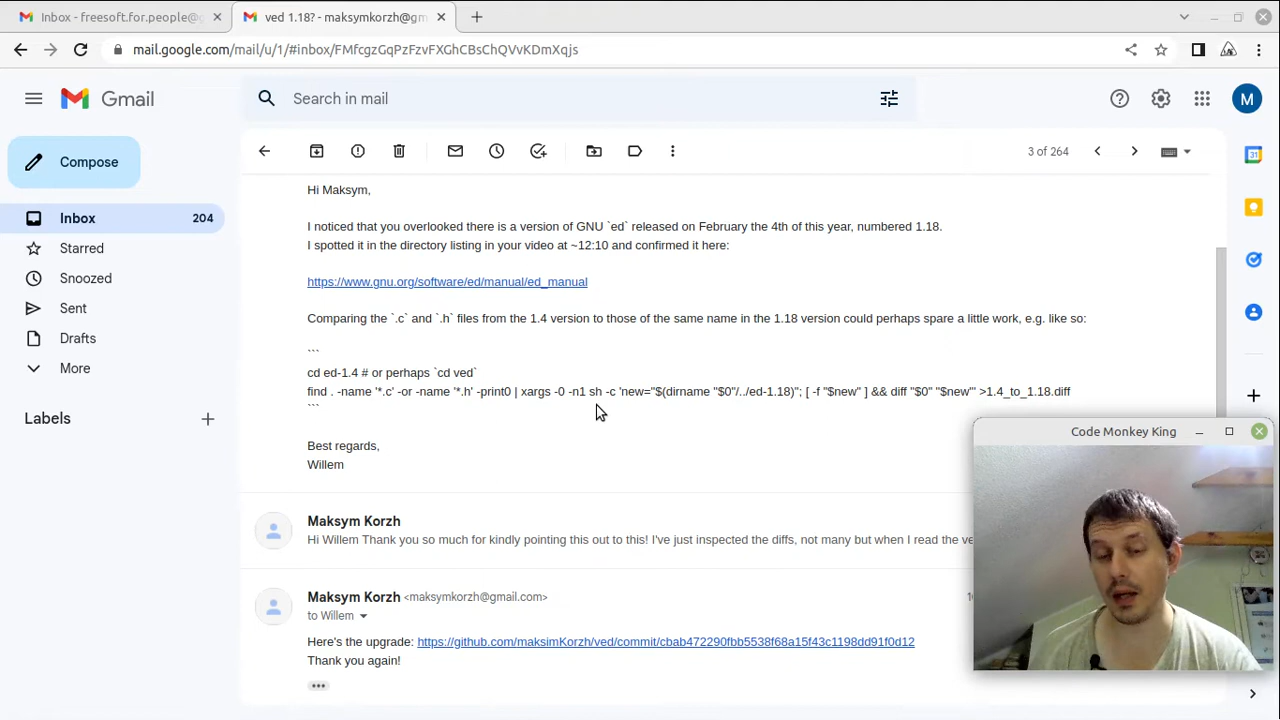 Inbox - freesoft.for.people@g
ved 1.18? - maksymkorzh@gm
mail.google.com/mail/u/1/#inbox/FMfcgzGqPzFzvFXGhCBsChQVvKDmXqjs
Gmail
Search in mail
M
Compose
3 of 264
31
Inbox 204
Starred
Snoozed
Sent
Drafts
More
Labels
Hi Maksym,
I noticed that you overlooked there is a version of GNU `ed` released on February the 4th of this year, numbered 1.18.
I spotted it in the directory listing in your video at ~12:10 and confirmed it here:
https://www.gnu.org/software/ed/manual/ed_manual
Comparing the `.c` and `.h` files from the 1.4 version to those of the same name in the 1.18 version could perhaps spare a little work, e.g. like so:
```
cd ed-1.4 # or perhaps `cd ved`
find . -name '*.c' -or -name '*.h' -print0 | xargs -0 -n1 sh -c 'new="$(dirname "$0"/../ed-1.18)"; [ -f "$new" ] && diff "$0" "$new"' >1.4_to_1.18.diff
```
Best regards,
Willem
Maksym Korzh
Hi Willem Thank you so much for kindly pointing this out to this! I've just inspected the diffs, not many but when I read the ve
Maksym Korzh <maksymkorzh@gmail.com>
to Willem
Here's the upgrade: https://github.com/maksimKorzh/ved/commit/cbab472290fbb5538f68a15f43c1198dd91f0d12
Thank you again!
Code Monkey King